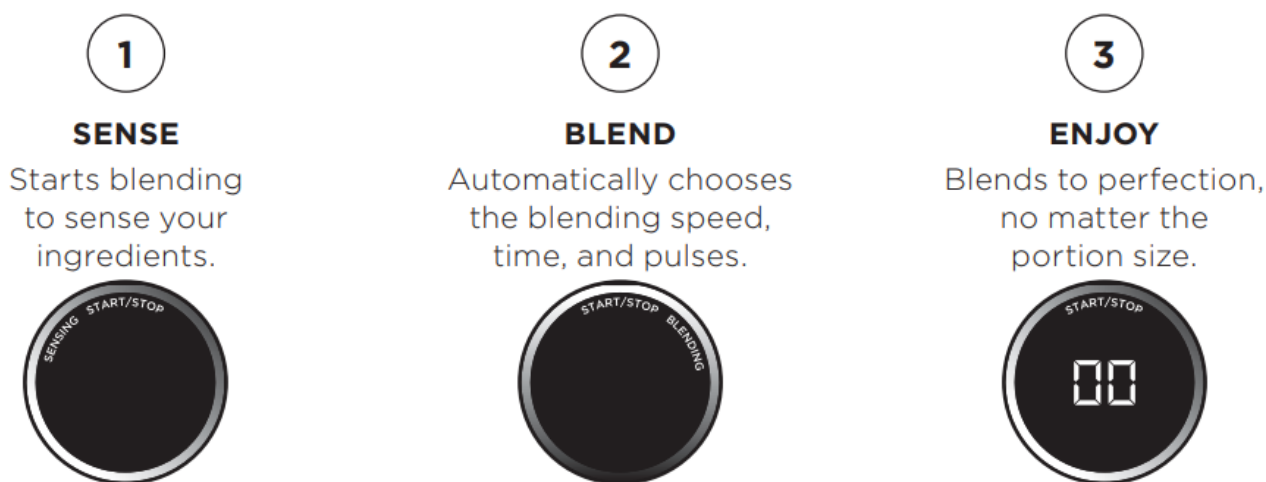 1
SENSE
Starts blending
to sense your
ingredients.
SENSING START/STOP
2
BLEND
Automatically chooses
the blending speed,
time, and pulses.
START/STOP BLENDING
3
ENJOY
Blends to perfection,
no matter the
portion size.
START/STOP
00